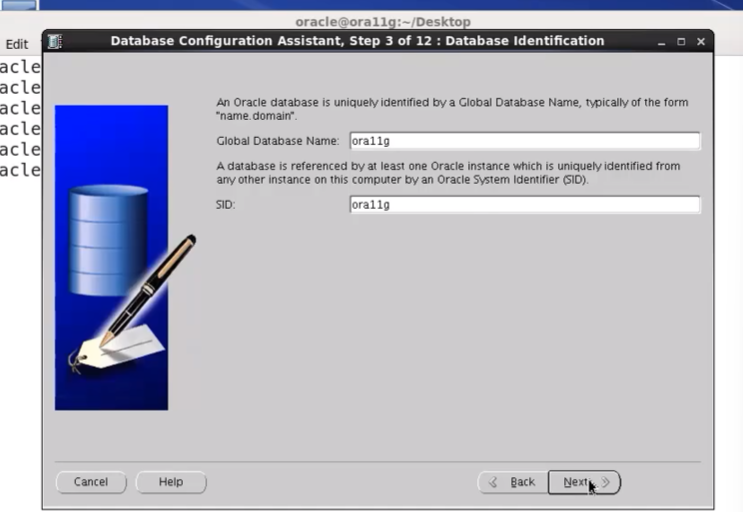 oracle@ora11g:~/Desktop
Edit
Database Configuration Assistant, Step 3 of 12 : Database Identification
acle
acle
acle
acle
acle
acle
An Oracle database is uniquely identified by a Global Database Name, typically of the form
"name.domain".
Global Database Name: ora11g
A database is referenced by at least one Oracle instance which is uniquely identified from
any other instance on this computer by an Oracle System Identifier (SID).
SID: ora11g
Cancel Help Back Next